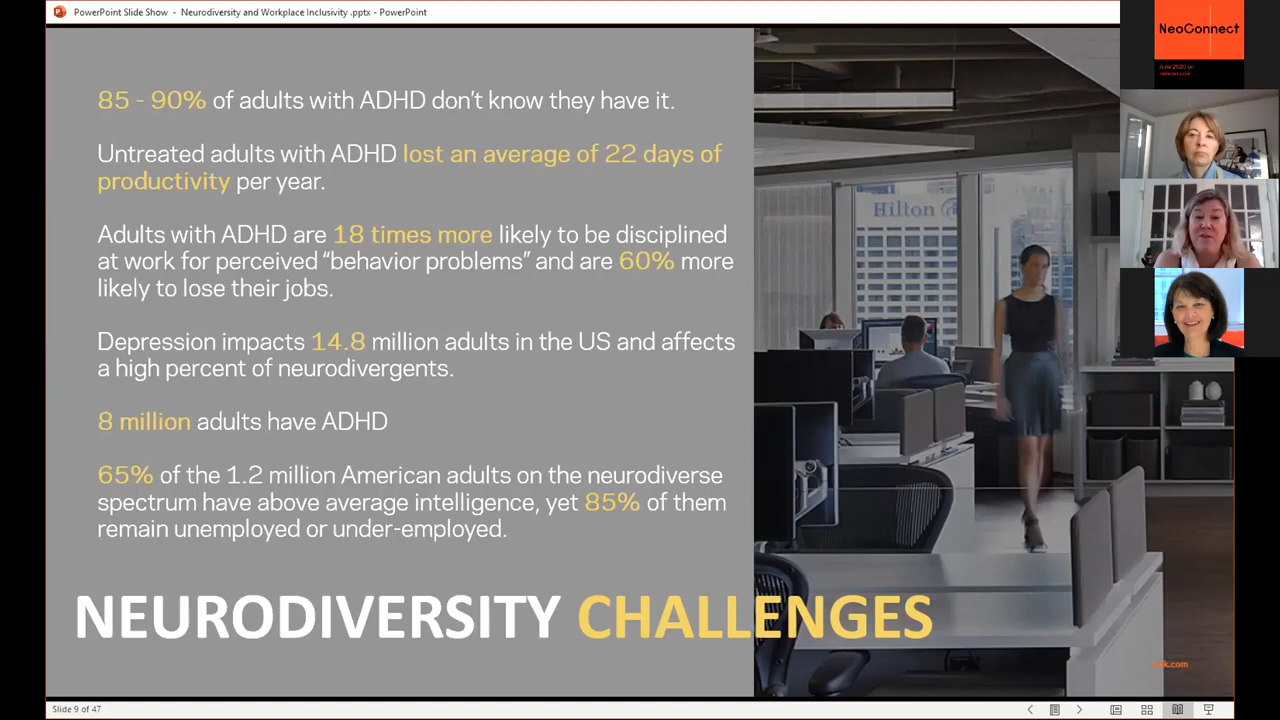 PowerPoint Slide Show - Neurodiversity and Workplace Inclusivity .pptx - PowerPoint
NeoConnect
June 2020 on
85 - 90% of adults with ADHD don't know they have it.
Untreated adults with ADHD lost an average of 22 days of
productivity per year.
Adults with ADHD are 18 times more likely to be disciplined
at work for perceived “behavior problems” and are 60% more
likely to lose their jobs.
Depression impacts 14.8 million adults in the US and affects
a high percent of neurodivergents.
8 million adults have ADHD
65% of the 1.2 million American adults on the neurodiverse
spectrum have above average intelligence, yet 85% of them
remain unemployed or under-employed.
Hilton
NEURODIVERSITY CHALLENGES
Slide 9 of 47